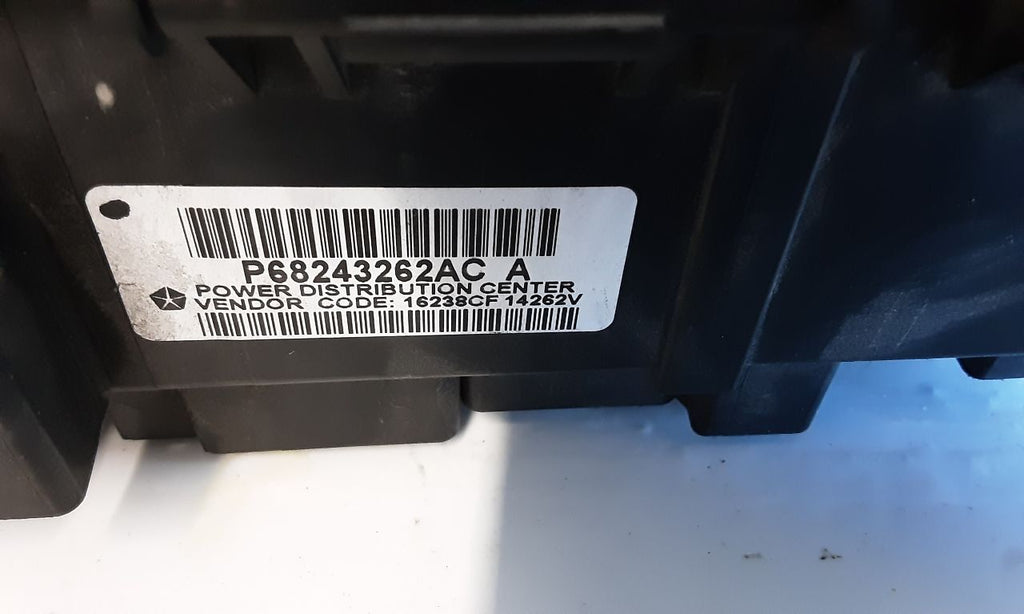 P68243262AC A
POWER DISTRIBUTION CENTER
VENDOR CODE: 16238CF 14262V